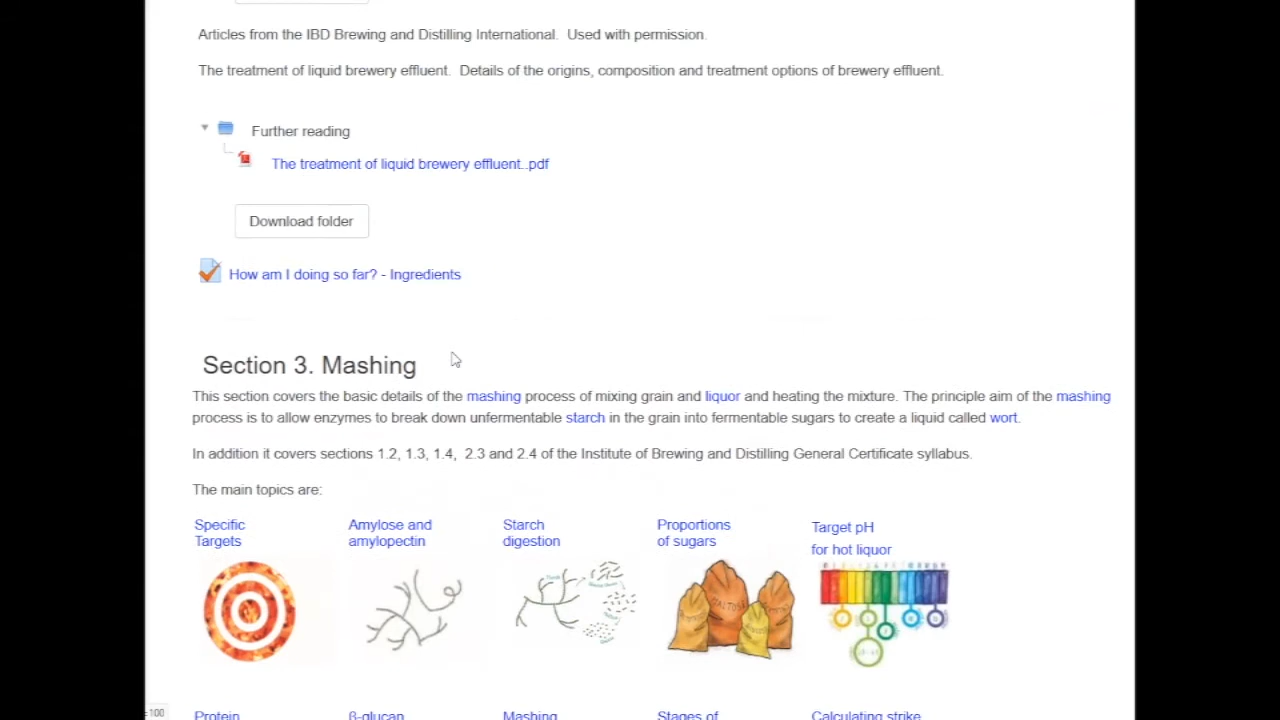 Articles from the IBD Brewing and Distilling International.  Used with permission.
The treatment of liquid brewery effluent.  Details of the origins, composition and treatment options of brewery effluent.
Further reading
The treatment of liquid brewery effluent..pdf
Download folder
How am I doing so far? - Ingredients
Section 3. Mashing
This section covers the basic details of the mashing process of mixing grain and liquor and heating the mixture. The principle aim of the mashing
process is to allow enzymes to break down unfermentable starch in the grain into fermentable sugars to create a liquid called wort.
In addition it covers sections 1.2, 1.3, 1.4,  2.3 and 2.4 of the Institute of Brewing and Distilling General Certificate syllabus.
The main topics are:
Specific
Targets
Amylose and
amylopectin
Starch
digestion
Proportions
of sugars
Target pH
for hot liquor
MALTOSE
=100
Protein
β-glucan
Mashing
Stages of
Calculating strike